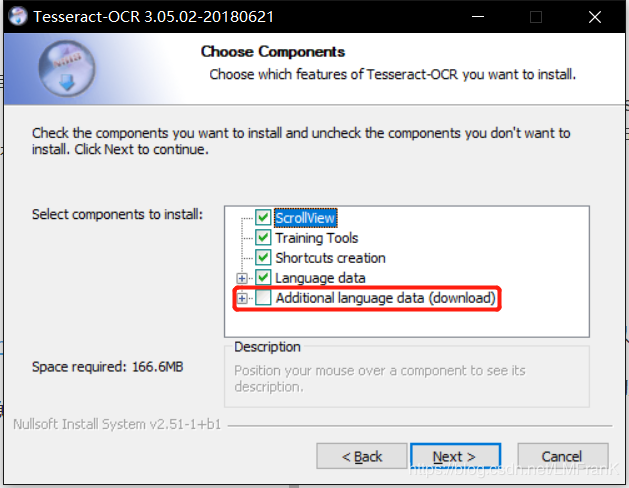 Tesseract-OCR 3.05.02-20180621
Choose Components
Choose which features of Tesseract-OCR you want to install.
Check the components you want to install and uncheck the components you don't want to
install. Click Next to continue.
Select components to install:
ScrollView
Training Tools
Shortcuts creation
Language data
Additional language data (download)
Space required: 166.6MB
Description
Position your mouse over a component to see its
description.
Nullsoft Install System v2.51-1+b1
< Back
Next >
Cancel
https://blog.csdn.net/LMFranK